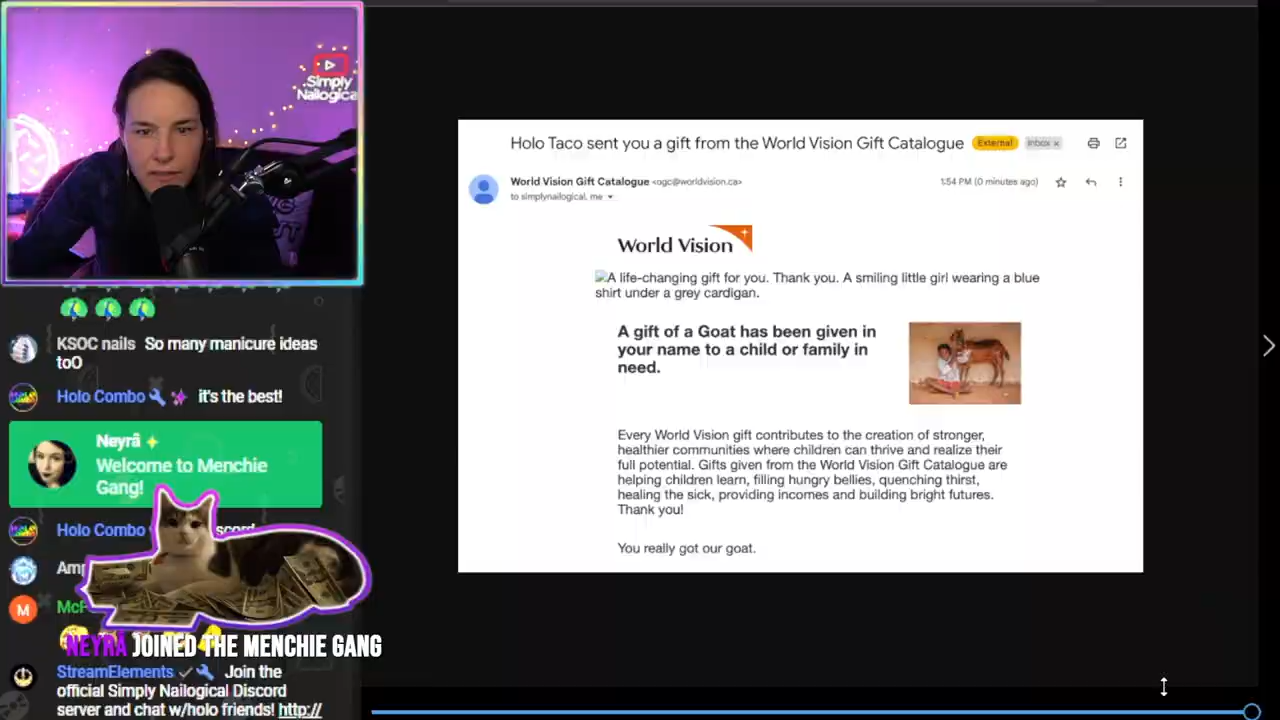 Simply
Nailogical
KSOC nails So many manicure ideas
toO
Holo Combo it's the best!
Neyrã
Welcome to Menchie
Gang!
Holo Combo
NEYRÃ JOINED THE MENCHIE GANG
StreamElements Join the
official Simply Nailogical Discord
server and chat w/holo friends! http://
Holo Taco sent you a gift from the World Vision Gift Catalogue External Inbox x
World Vision Gift Catalogue <ogc@worldvision.ca> 1:54 PM (0 minutes ago)
to simplynailogical, me
World Vision
A life-changing gift for you. Thank you. A smiling little girl wearing a blue
shirt under a grey cardigan.
A gift of a Goat has been given in
your name to a child or family in
need.
Every World Vision gift contributes to the creation of stronger,
healthier communities where children can thrive and realize their
full potential. Gifts given from the World Vision Gift Catalogue are
helping children learn, filling hungry bellies, quenching thirst,
healing the sick, providing incomes and building bright futures.
Thank you!
You really got our goat.